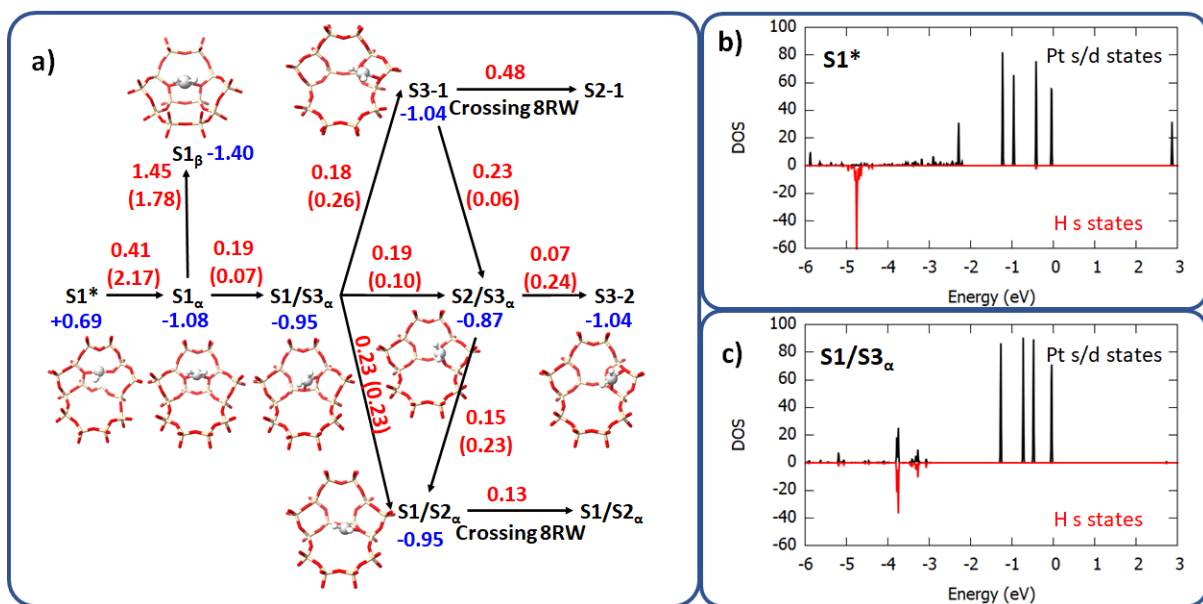 a)
0.48
S3-1
S2-1
-1.04
Crossing 8RW
S1β
-1.40
1.45
(1.78)
0.18
(0.26)
0.23
(0.06)
0.41
(2.17)
0.19
(0.07)
0.19
(0.10)
0.07
(0.24)
S1*
S1α
S1/S3α
S2/S3α
S3-2
+0.69
-1.08
-0.95
-0.87
-1.04
0.23 (0.23)
0.15
(0.23)
0.13
S1/S2α
S1/S2α
Crossing 8RW
-0.95
b)
S1*
Pt s/d states
H s states
DOS
100
80
60
40
20
0
-20
-40
-60
-6 -5 -4 -3 -2 -1 0 1 2 3
Energy (eV)
c)
S1/S3α
Pt s/d states
H s states
DOS
100
80
60
40
20
0
-20
-40
-60
-6 -5 -4 -3 -2 -1 0 1 2 3
Energy (eV)